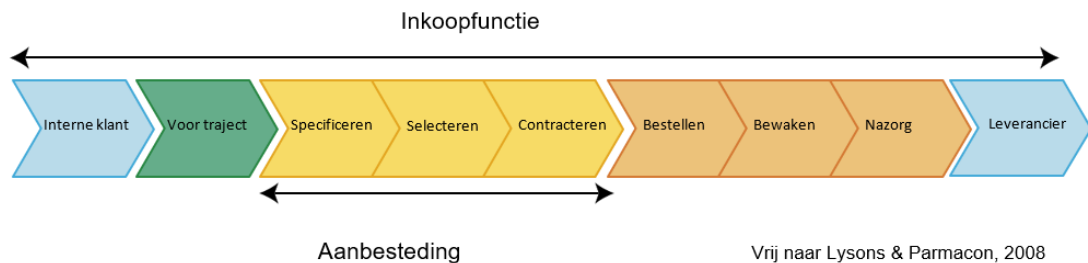 Inkoopfunctie
Interne klant
Voor traject
Specificeren
Selecteren
Contracteren
Bestellen
Bewaken
Nazorg
Leverancier
Aanbesteding
Vrij naar Lysons & Parmacon, 2008